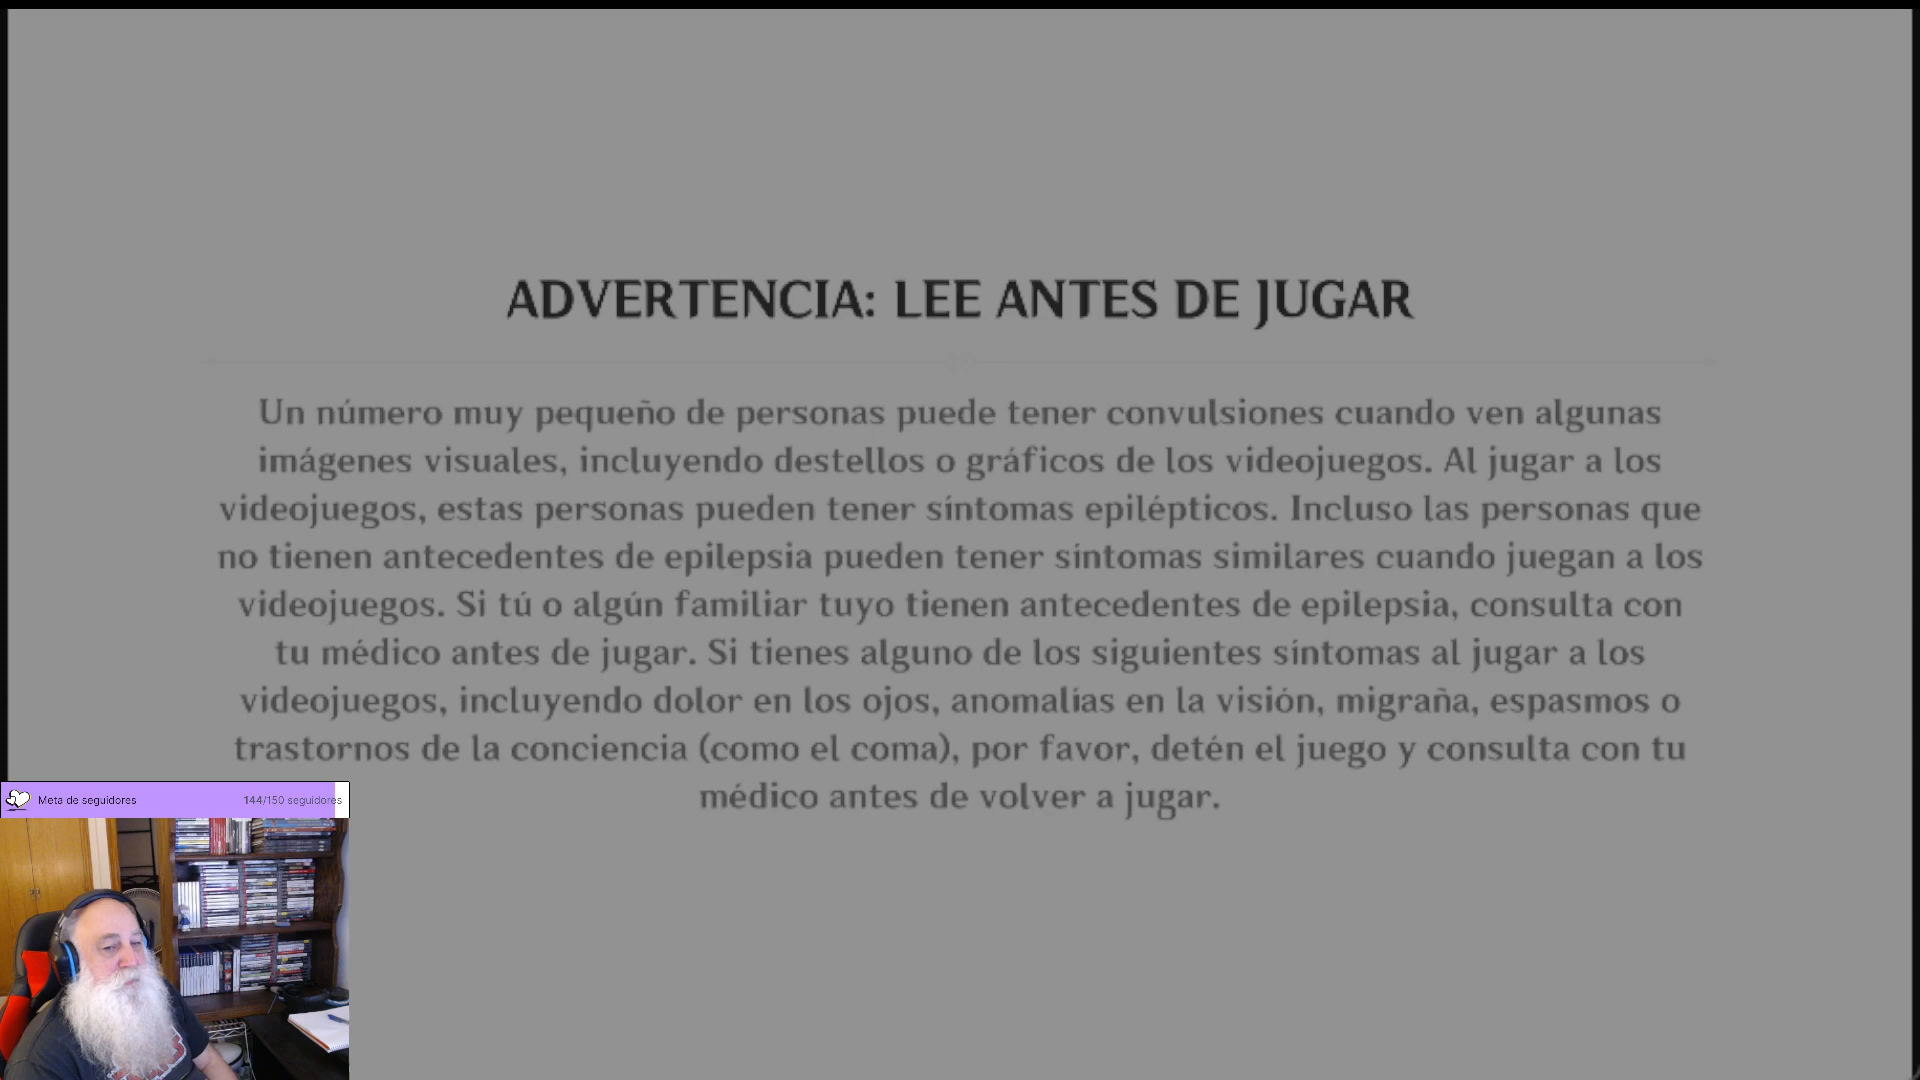 ADVERTENCIA: LEE ANTES DE JUGAR
Un número muy pequeño de personas puede tener convulsiones cuando ven algunas
imágenes visuales, incluyendo destellos o gráficos de los videojuegos. Al jugar a los
videojuegos, estas personas pueden tener síntomas epilépticos. Incluso las personas que
no tienen antecedentes de epilepsia pueden tener síntomas similares cuando juegan a los
videojuegos. Si tú o algún familiar tuyo tienen antecedentes de epilepsia, consulta con
tu médico antes de jugar. Si tienes alguno de los siguientes síntomas al jugar a los
videojuegos, incluyendo dolor en los ojos, anomalías en la visión, migraña, espasmos o
trastornos de la conciencia (como el coma), por favor, detén el juego y consulta con tu
médico antes de volver a jugar.
Meta de seguidores 144/150 seguidores